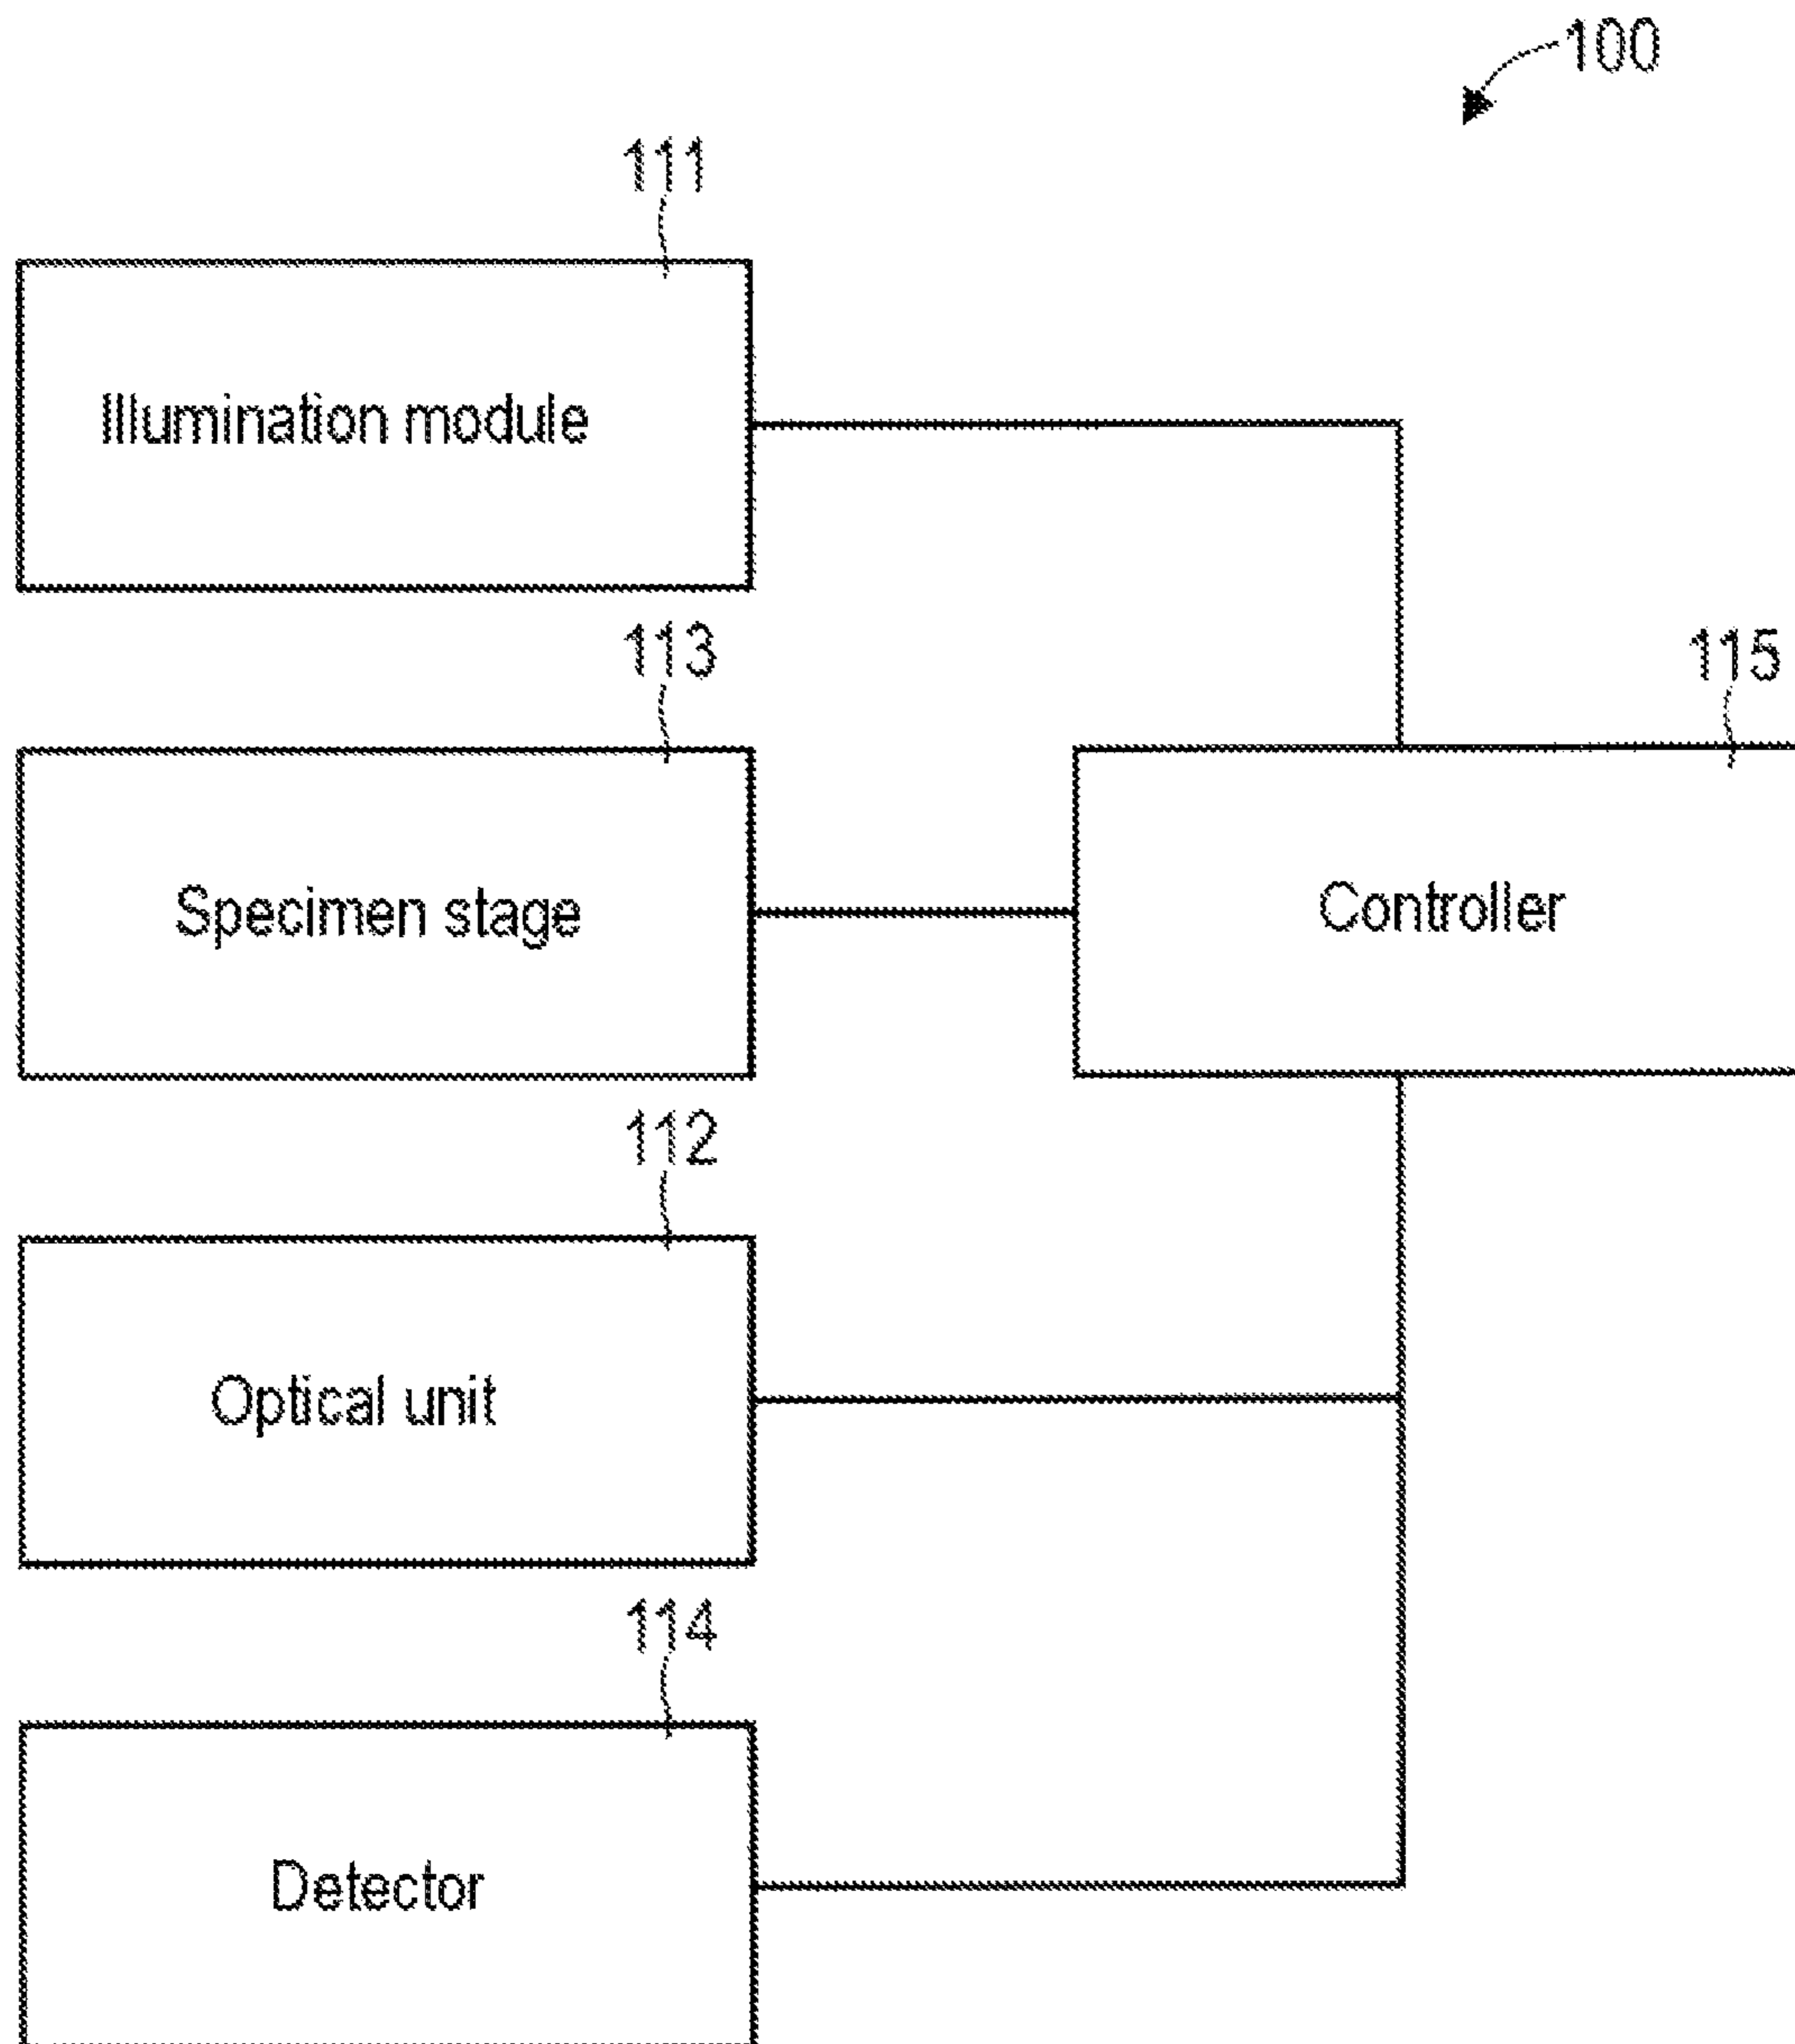 100
111
Illumination module
113
115
Specimen stage
Controller
112
Optical unit
114
Detector